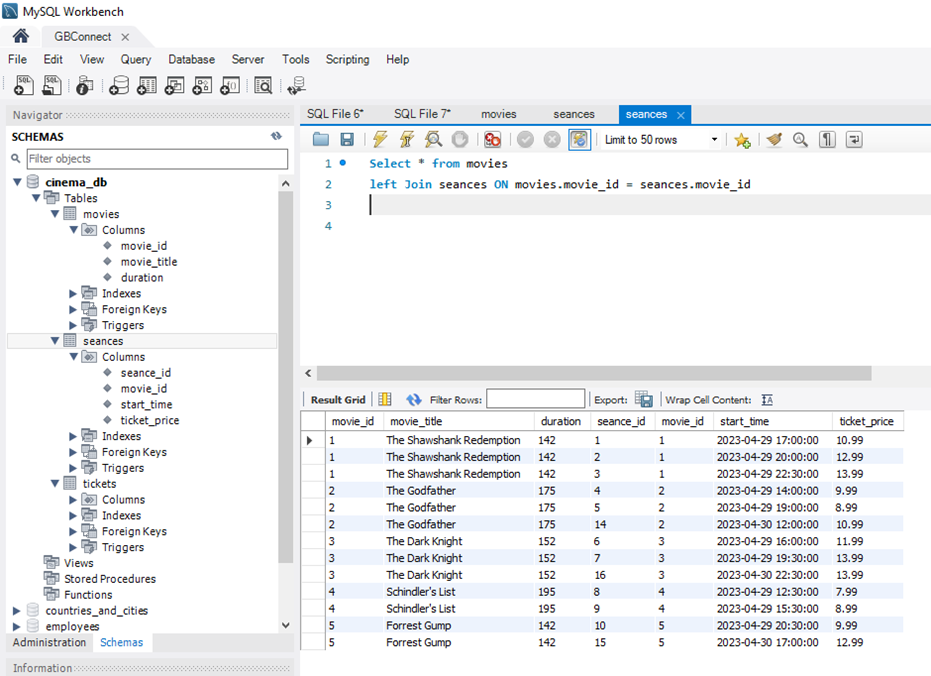 MySQL Workbench
GBConnect
File Edit View Query Database Server Tools Scripting Help
Navigator
SCHEMAS
Filter objects
cinema_db
Tables
movies
Columns
movie_id
movie_title
duration
Indexes
Foreign Keys
Triggers
seances
Columns
seance_id
movie_id
start_time
ticket_price
Indexes
Foreign Keys
Triggers
tickets
Columns
Indexes
Foreign Keys
Triggers
Views
Stored Procedures
Functions
countries_and_cities
employees
Administration Schemas
Information
SQL File 6* SQL File 7* movies seances seances
Limit to 50 rows
1 Select * from movies
2 left Join seances ON movies.movie_id = seances.movie_id
3
4
Result Grid Filter Rows: Export: Wrap Cell Content:
movie_id movie_title duration seance_id movie_id start_time ticket_price
1 The Shawshank Redemption 142 1 1 2023-04-29 17:00:00 10.99
1 The Shawshank Redemption 142 2 1 2023-04-29 20:00:00 12.99
1 The Shawshank Redemption 142 3 1 2023-04-29 22:30:00 13.99
2 The Godfather 175 4 2 2023-04-29 14:00:00 9.99
2 The Godfather 175 5 2 2023-04-29 19:00:00 8.99
2 The Godfather 175 14 2 2023-04-30 12:00:00 10.99
3 The Dark Knight 152 6 3 2023-04-29 16:00:00 11.99
3 The Dark Knight 152 7 3 2023-04-29 19:30:00 13.99
3 The Dark Knight 152 16 3 2023-04-30 22:30:00 13.99
4 Schindler's List 195 8 4 2023-04-29 12:30:00 7.99
4 Schindler's List 195 9 4 2023-04-29 15:30:00 8.99
5 Forrest Gump 142 10 5 2023-04-29 20:30:00 9.99
5 Forrest Gump 142 15 5 2023-04-30 17:00:00 12.99